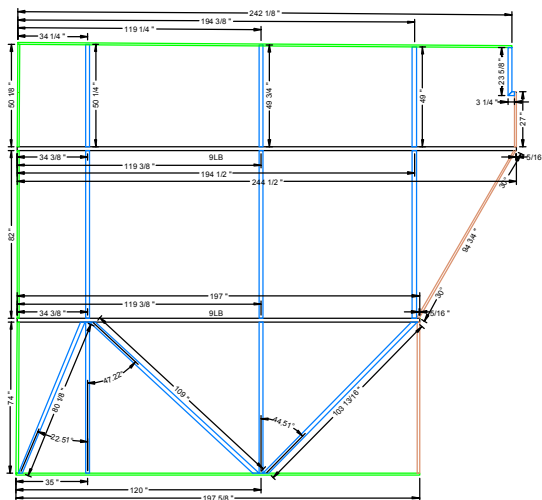 242 1/8 "
194 3/8 "
119 1/4 "
34 1/4 "
50 1/8 "
50 1/4 "
49 3/4 "
49 "
23 5/8 "
3 1/4 "
27 "
34 3/8 "
9LB
5/16
119 3/8 "
194 1/2 "
244 1/2 "
30°
82 "
94 3/4 "
197 "
119 3/8 "
30°
34 3/8 "
9LB
5/16 "
74 "
80 1/8 "
47.22°
109 "
103 13/16 "
22.51°
44.51°
35 "
120 "
197 5/8 "